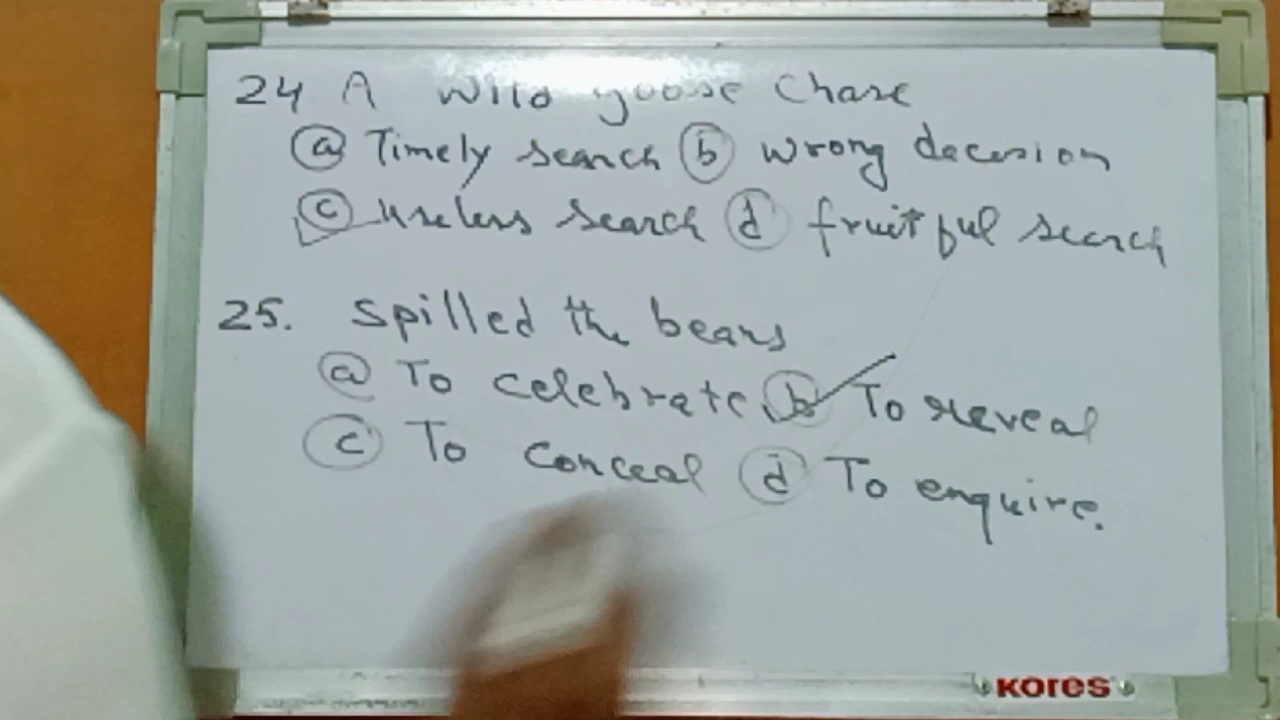 24 A Wild goose Chase
(a) Timely search (b) wrong decesion
(c) useless search (d) fruitful search
25. Spilled the beans
(a) To celebrate (b) To reveal
(c) To conceal (d) To enquire.
KORES